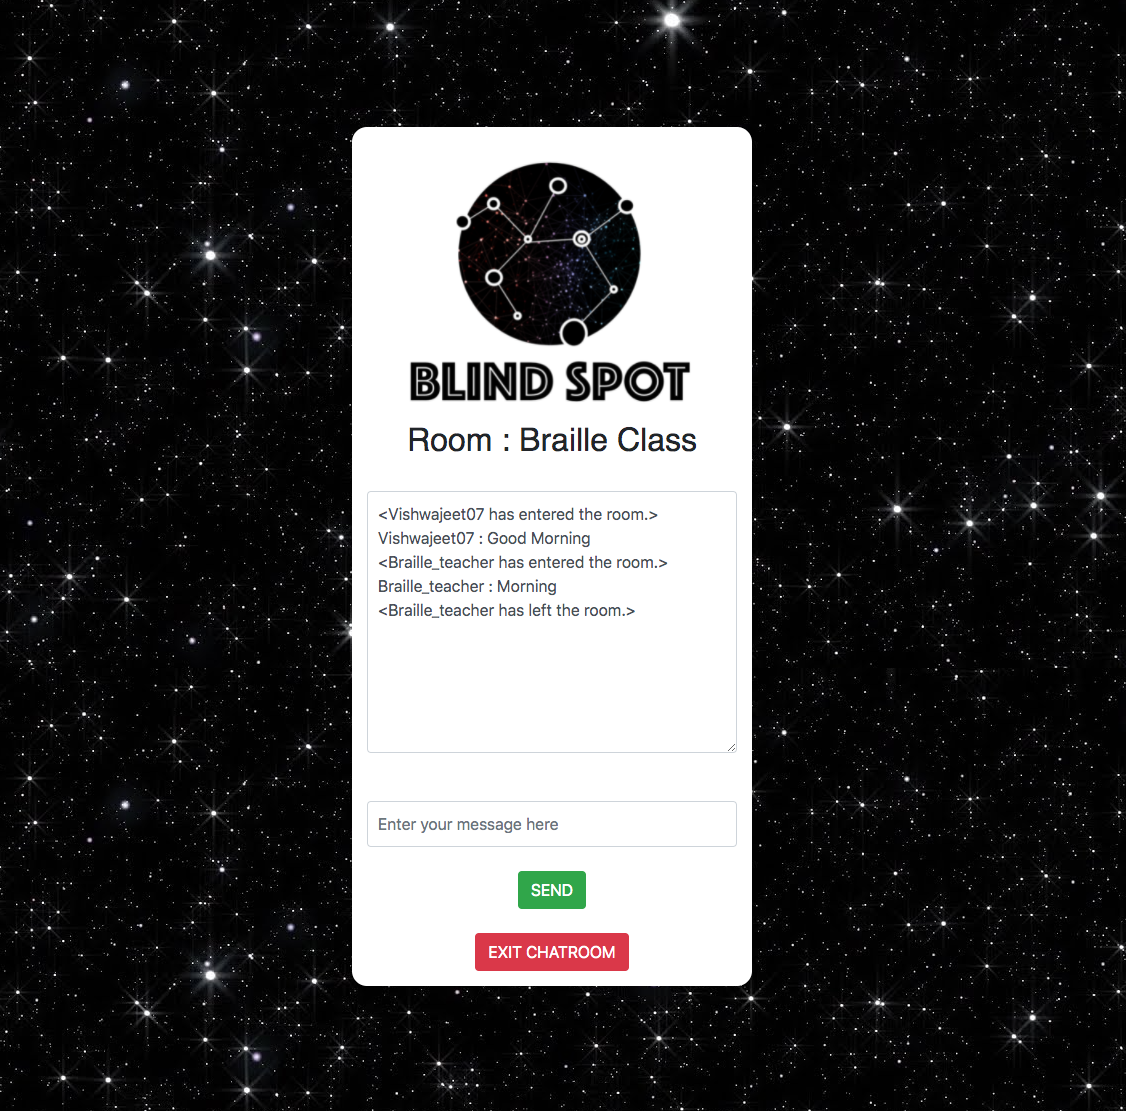 BLIND SPOT
Room : Braille Class
<Vishwajeet07 has entered the room.>
Vishwajeet07 : Good Morning
<Braille_teacher has entered the room.>
Braille_teacher : Morning
<Braille_teacher has left the room.>
Enter your message here
SEND
EXIT CHATROOM